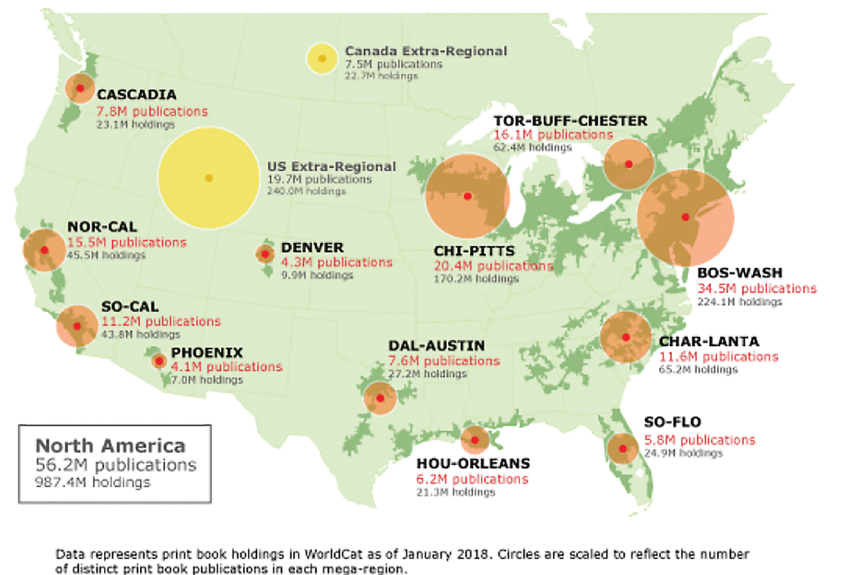 Canada Extra-Regional
7.5M publications
22.7M holdings
CASCADIA
7.8M publications
23.1M holdings
TOR-BUFF-CHESTER
16.1M publications
62.4M holdings
US Extra-Regional
19.7M publications
240.0M holdings
NOR-CAL
15.5M publications
45.5M holdings
DENVER
4.3M publications
9.9M holdings
CHI-PITTS
20.4M publications
170.2M holdings
BOS-WASH
34.5M publications
224.1M holdings
SO-CAL
11.2M publications
43.8M holdings
PHOENIX
4.1M publications
7.0M holdings
DAL-AUSTIN
7.6M publications
27.2M holdings
CHAR-LANTA
11.6M publications
65.2M holdings
SO-FLO
5.8M publications
24.9M holdings
HOU-ORLEANS
6.2M publications
21.3M holdings
North America
56.2M publications
987.4M holdings
Data represents print book holdings in WorldCat as of January 2018. Circles are scaled to reflect the number
of distinct print book publications in each mega-region.